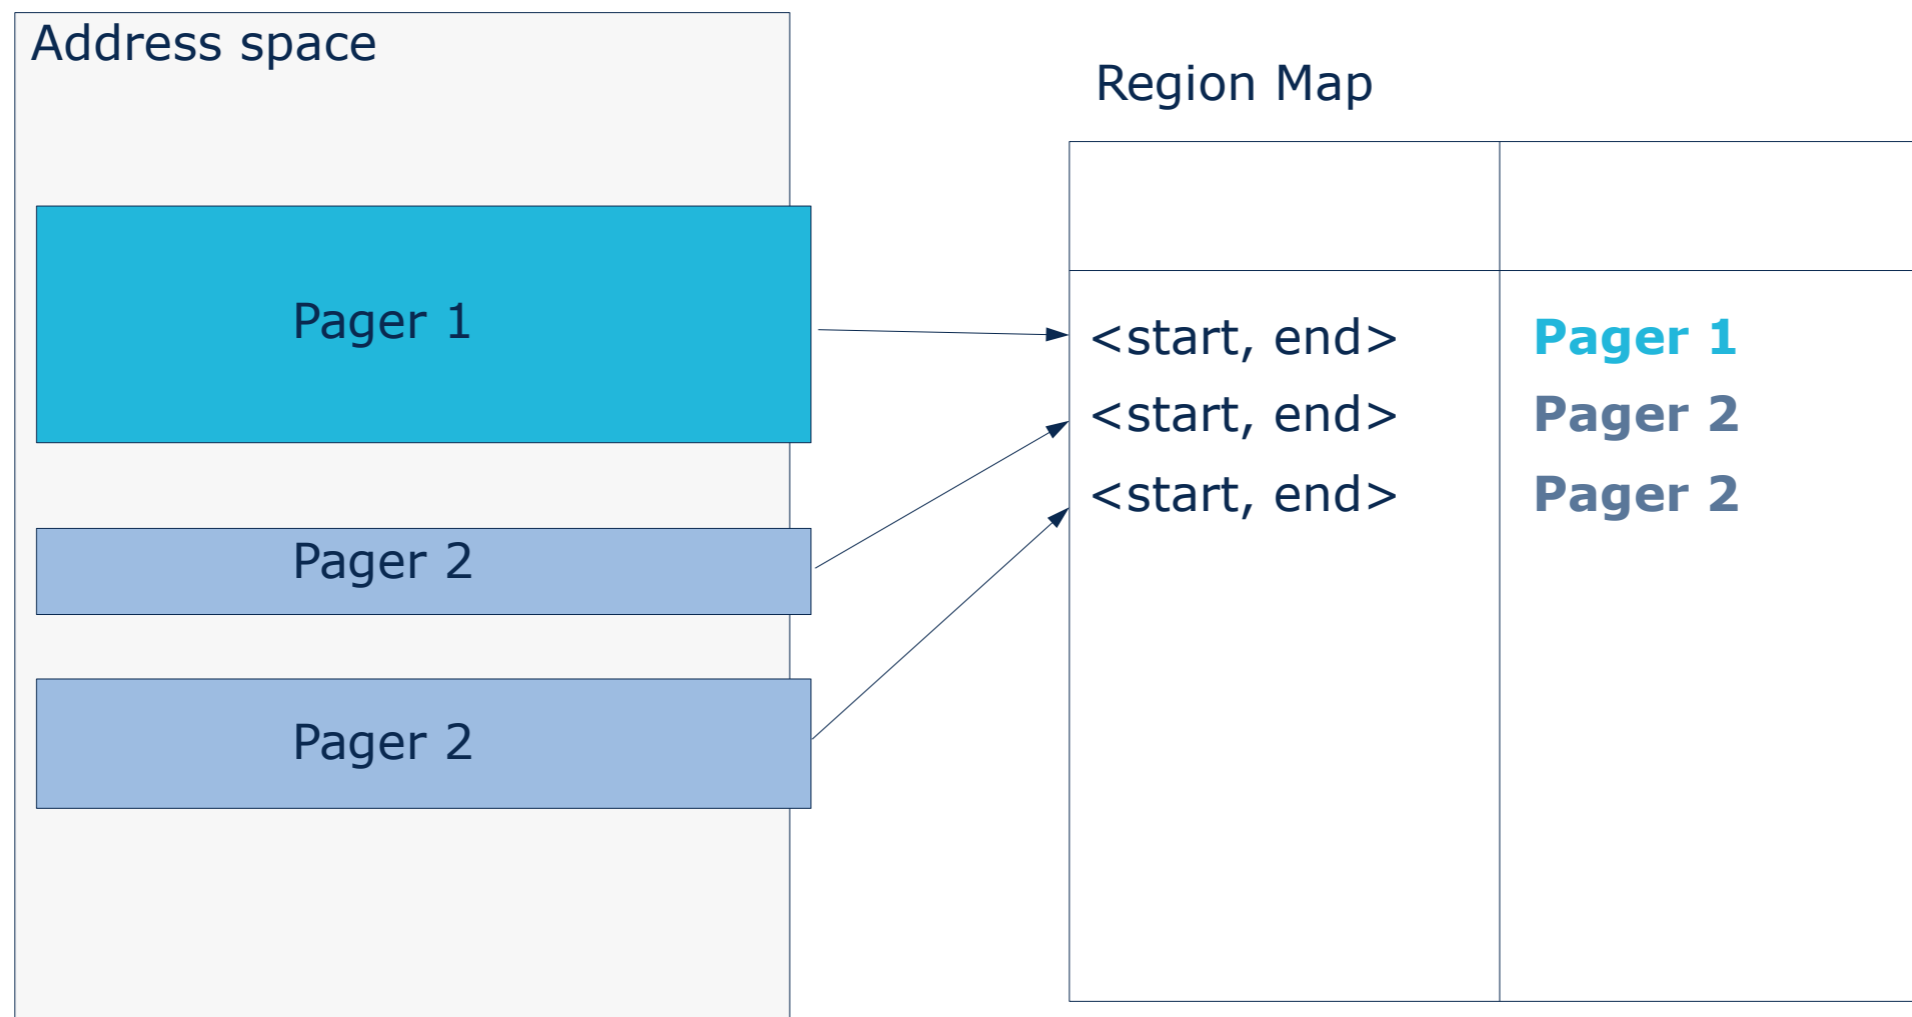 Address space
Pager 1
Pager 2
Pager 2
Region Map
<start, end> Pager 1
<start, end> Pager 2
<start, end> Pager 2